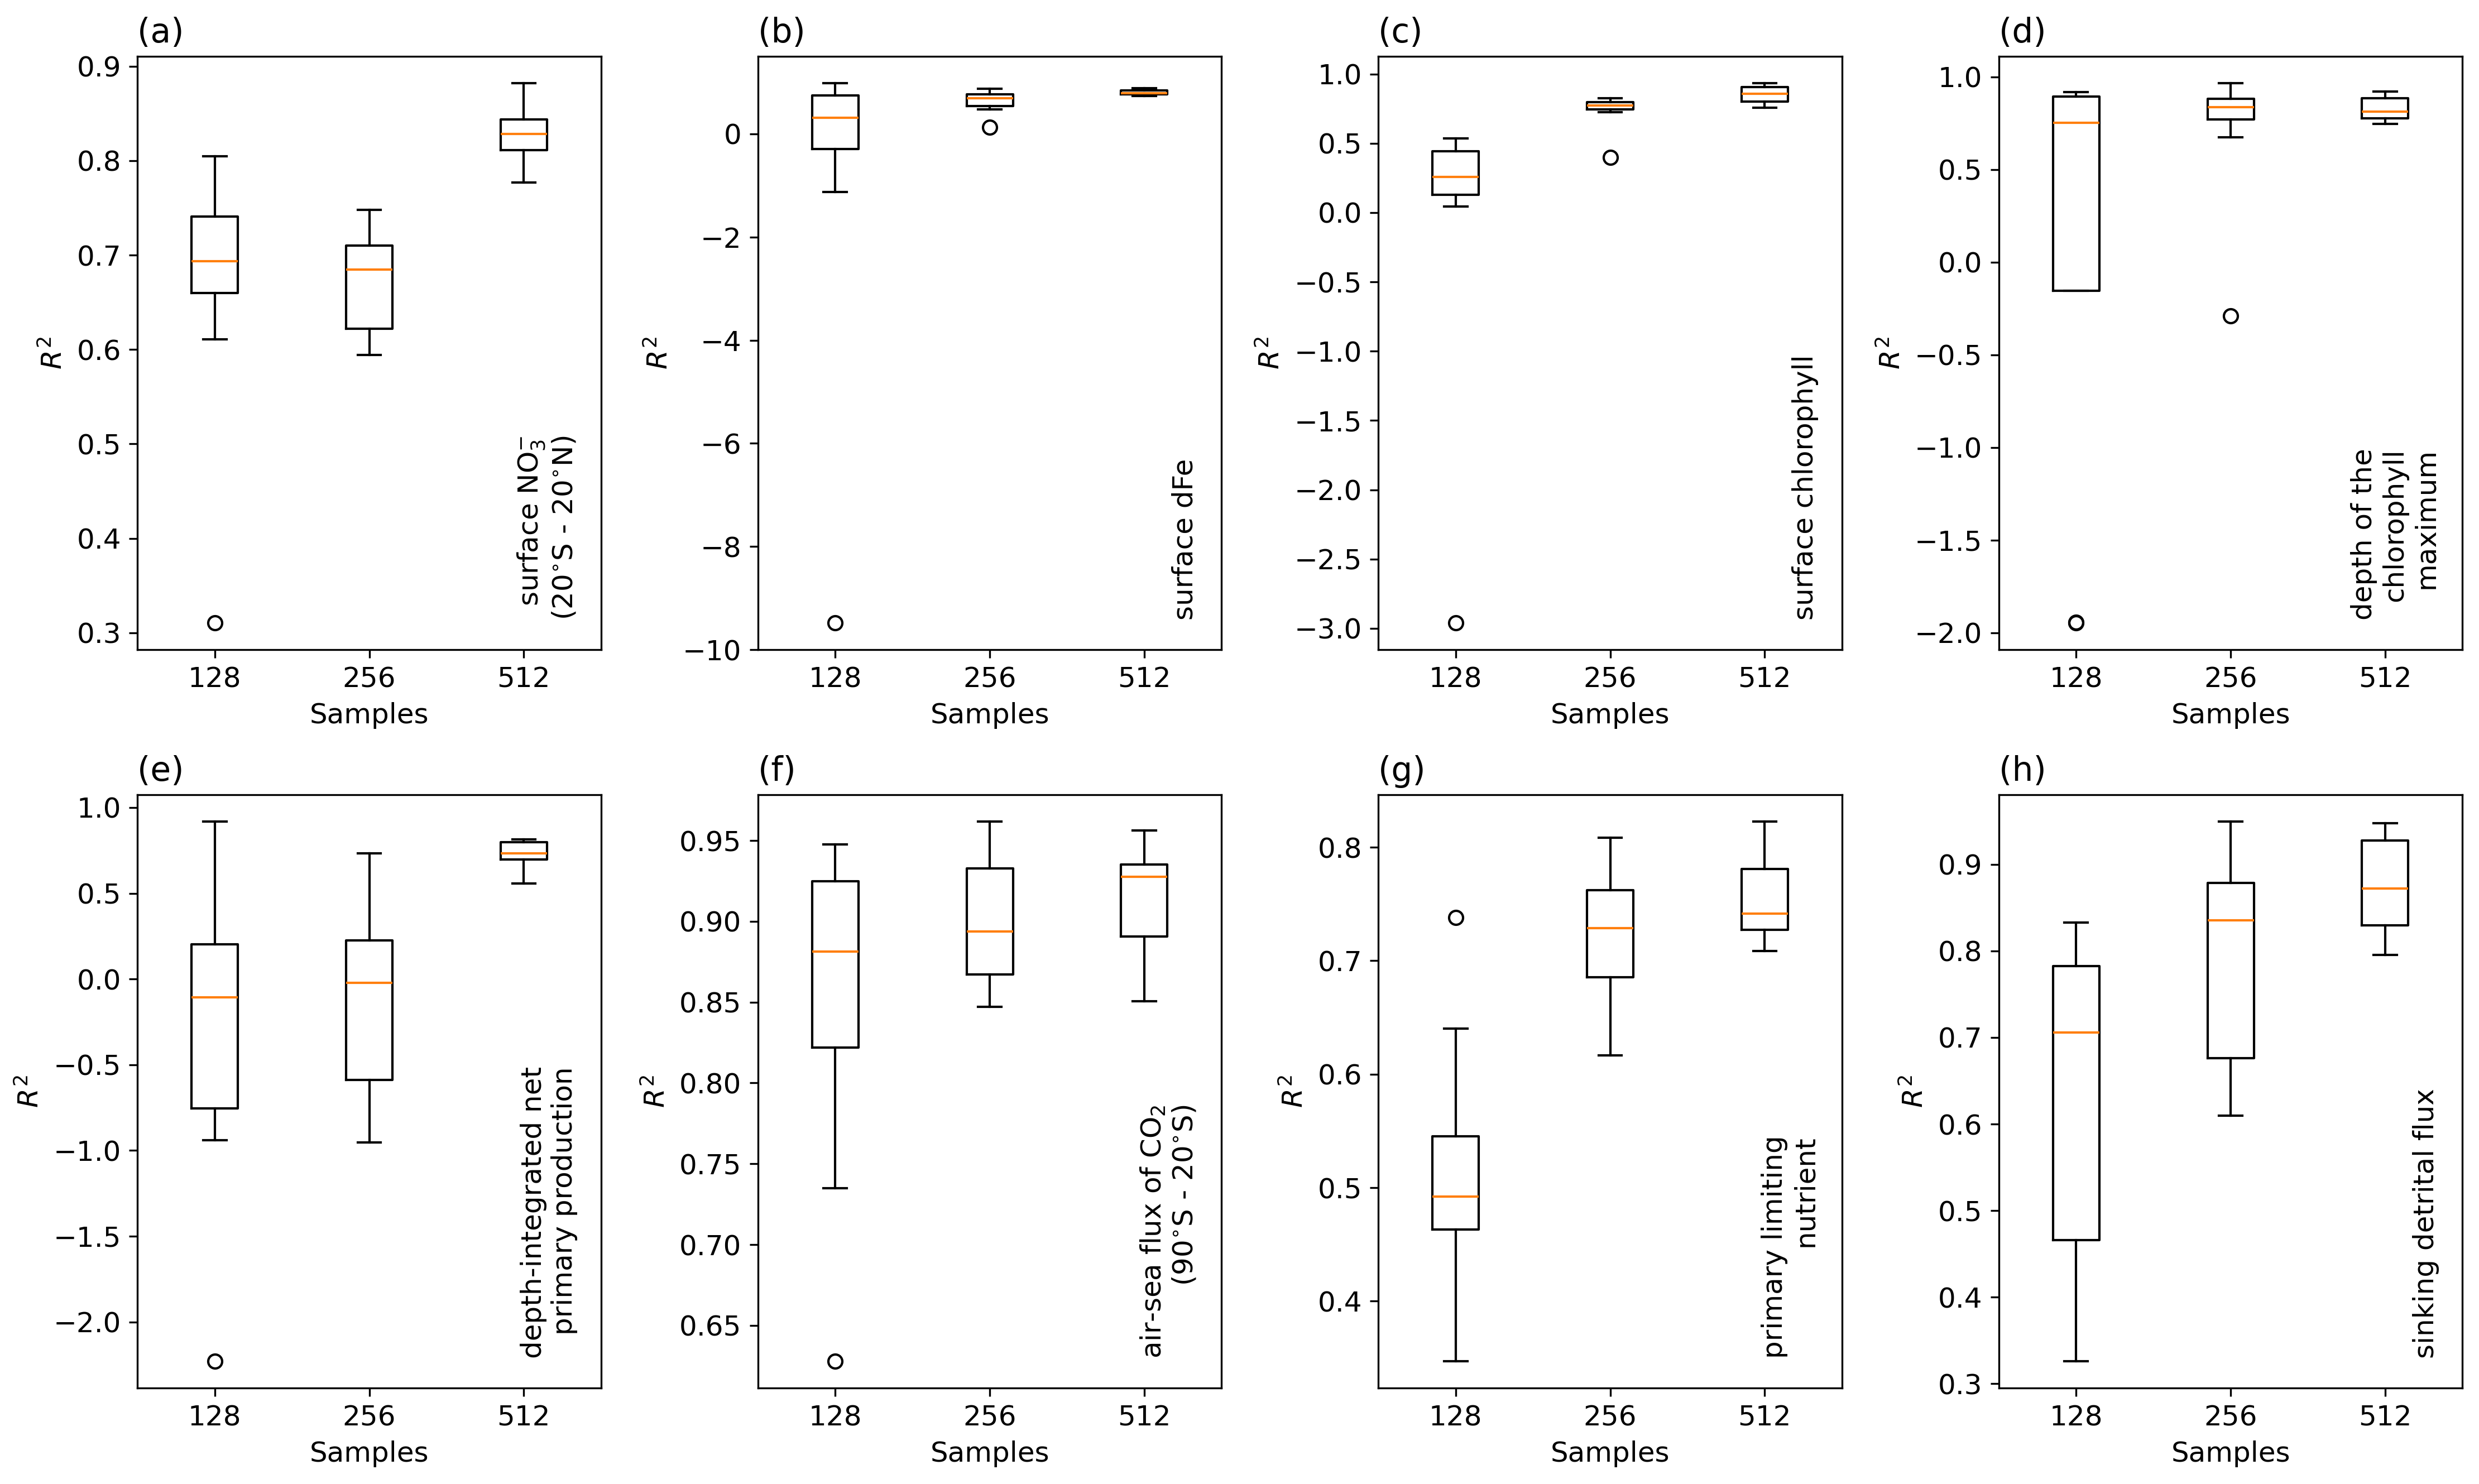 (a)
0.9
0.8
0.7
0.6
0.5
0.4
0.3
R²
surface NO₃⁻
(20°S - 20°N)
128 256 512
Samples
(b)
0
−2
−4
−6
−8
−10
R²
surface dFe
128 256 512
Samples
(c)
1.0
0.5
0.0
−0.5
−1.0
−1.5
−2.0
−2.5
−3.0
R²
surface chlorophyll
128 256 512
Samples
(d)
1.0
0.5
0.0
−0.5
−1.0
−1.5
−2.0
R²
depth of the
chlorophyll
maximum
128 256 512
Samples
(e)
1.0
0.5
0.0
−0.5
−1.0
−1.5
−2.0
R²
depth-integrated net
primary production
128 256 512
Samples
(f)
0.95
0.90
0.85
0.80
0.75
0.70
0.65
R²
air-sea flux of CO₂
(90°S - 20°S)
128 256 512
Samples
(g)
0.8
0.7
0.6
0.5
0.4
R²
primary limiting
nutrient
128 256 512
Samples
(h)
0.9
0.8
0.7
0.6
0.5
0.4
0.3
R²
sinking detrital flux
128 256 512
Samples